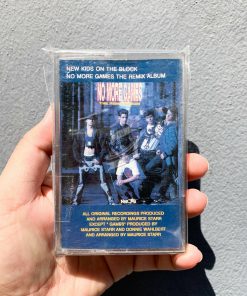 NEW KIDS ON THE BLOCK
NO MORE GAMES THE REMIX ALBUM
NO MORE GAMES
ALL ORIGINAL RECORDINGS PRODUCED
AND ARRANGED BY MAURICE STARR
EXCEPT "GAMES" PRODUCED BY
MAURICE STARR AND DONNIE WAHLBERT
AND ARRANGED BY MAURICE STARR